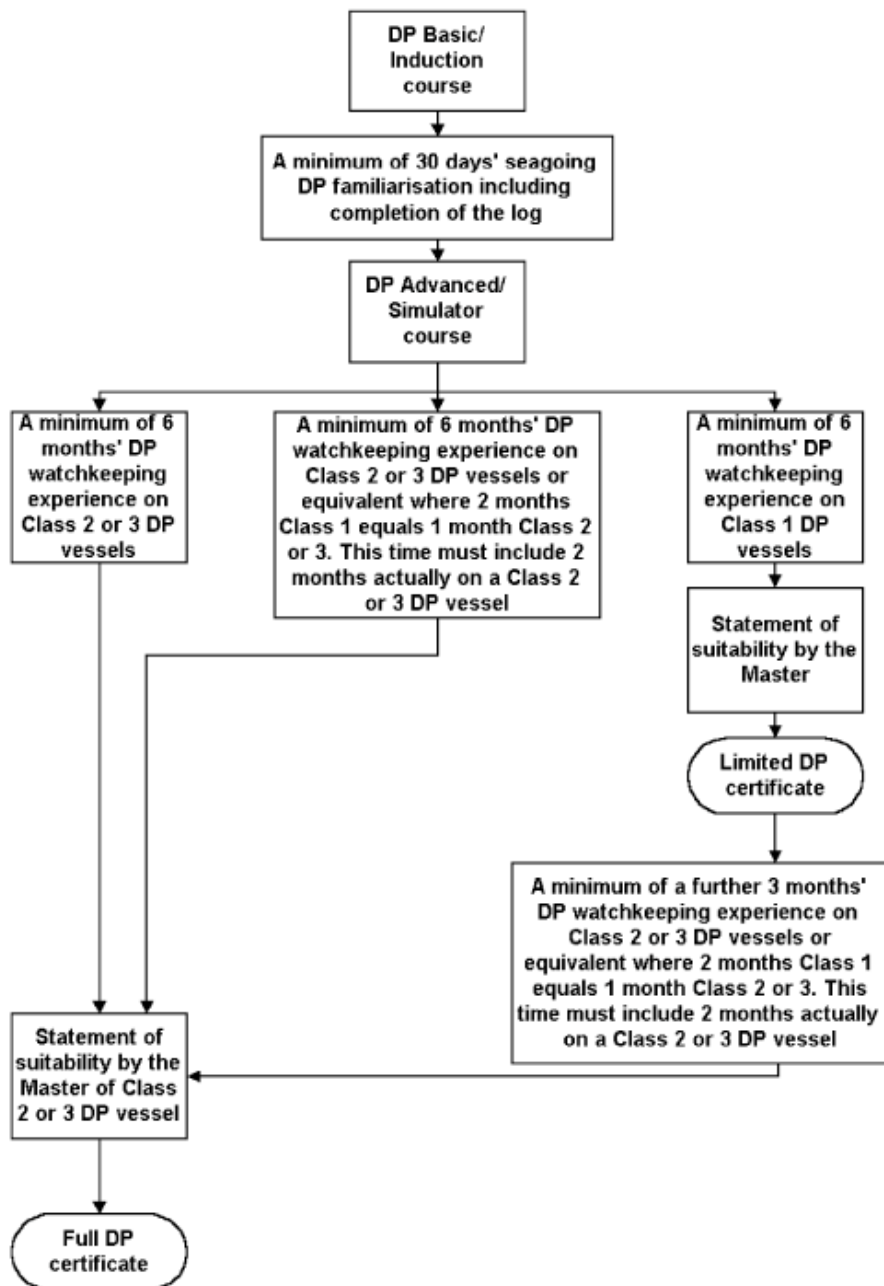 DP Basic/
Induction
course
A minimum of 30 days' seagoing
DP familiarisation including
completion of the log
DP Advanced/
Simulator
course
A minimum of 6
months' DP
watchkeeping
experience on
Class 2 or 3 DP
vessels
A minimum of 6 months' DP
watchkeeping experience on
Class 2 or 3 DP vessels or
equivalent where 2 months
Class 1 equals 1 month Class 2
or 3. This time must include 2
months actually on a Class 2
or 3 DP vessel
A minimum of 6
months' DP
watchkeeping
experience on
Class 1 DP
vessels
Statement of
suitability by the
Master
Limited DP
certificate
A minimum of a further 3 months'
DP watchkeeping experience on
Class 2 or 3 DP vessels or
equivalent where 2 months Class 1
equals 1 month Class 2 or 3. This
time must include 2 months actually
on a Class 2 or 3 DP vessel
Statement of
suitability by the
Master of Class
2 or 3 DP vessel
Full DP
certificate